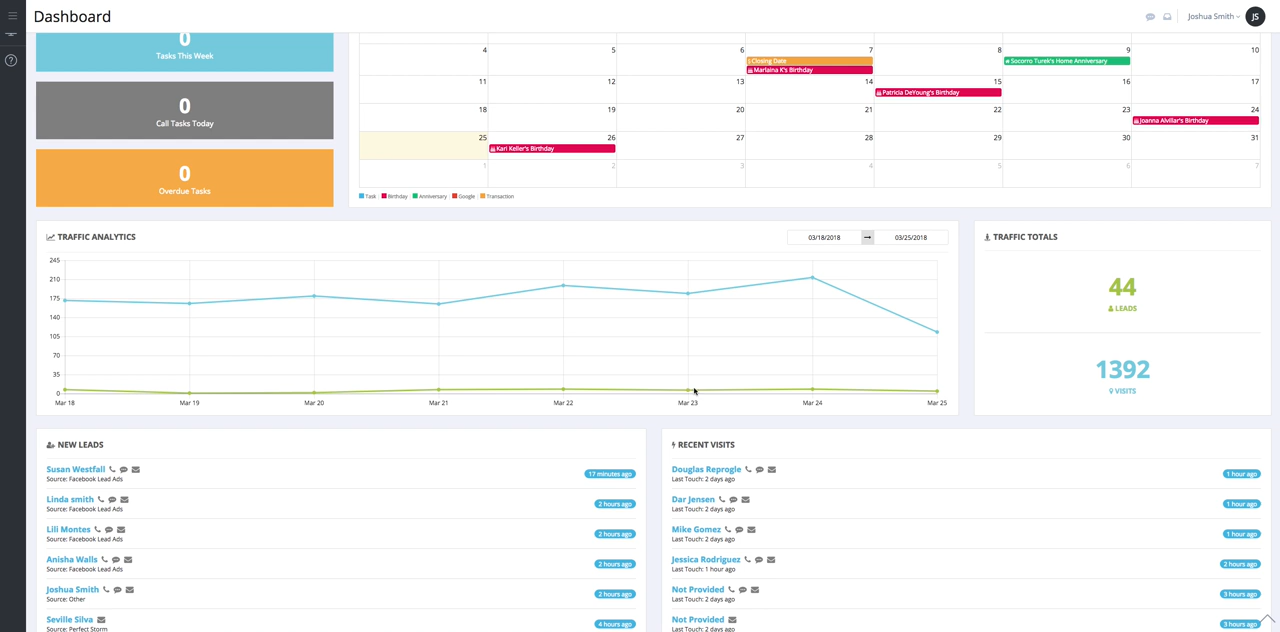 Dashboard
Joshua Smith
JS
0
Tasks This Week
0
Call Tasks Today
0
Overdue Tasks
4 5 6 7 8 9 10
Closing Date
Socorro Turek's Home Anniversary
Marlaina K's Birthday
11 12 13 14 15 16 17
Patricia DeYoung's Birthday
18 19 20 21 22 23 24
Joanna Alvillar's Birthday
25 26 27 28 29 30 31
Kari Keller's Birthday
1 2 3 4 5 6 7
Task Birthday Anniversary Google Transaction
TRAFFIC ANALYTICS
03/18/2018 → 03/25/2018
245
210
175
140
105
70
35
0
Mar 18 Mar 19 Mar 20 Mar 21 Mar 22 Mar 23 Mar 24 Mar 25
TRAFFIC TOTALS
44
LEADS
1392
VISITS
NEW LEADS
Susan Westfall
Source: Facebook Lead Ads
17 minutes ago
Linda smith
Source: Facebook Lead Ads
2 hours ago
Lili Montes
Source: Facebook Lead Ads
2 hours ago
Anisha Walls
Source: Facebook Lead Ads
2 hours ago
Joshua Smith
Source: Other
2 hours ago
Seville Silva
Source: Perfect Storm
4 hours ago
RECENT VISITS
Douglas Reprogle
Last Touch: 2 days ago
1 hour ago
Dar Jensen
Last Touch: 2 days ago
1 hour ago
Mike Gomez
Last Touch: 2 days ago
1 hour ago
Jessica Rodriguez
Last Touch: 1 hour ago
2 hours ago
Not Provided
Last Touch: 2 days ago
3 hours ago
Not Provided
Last Touch: 2 days ago
3 hours ago